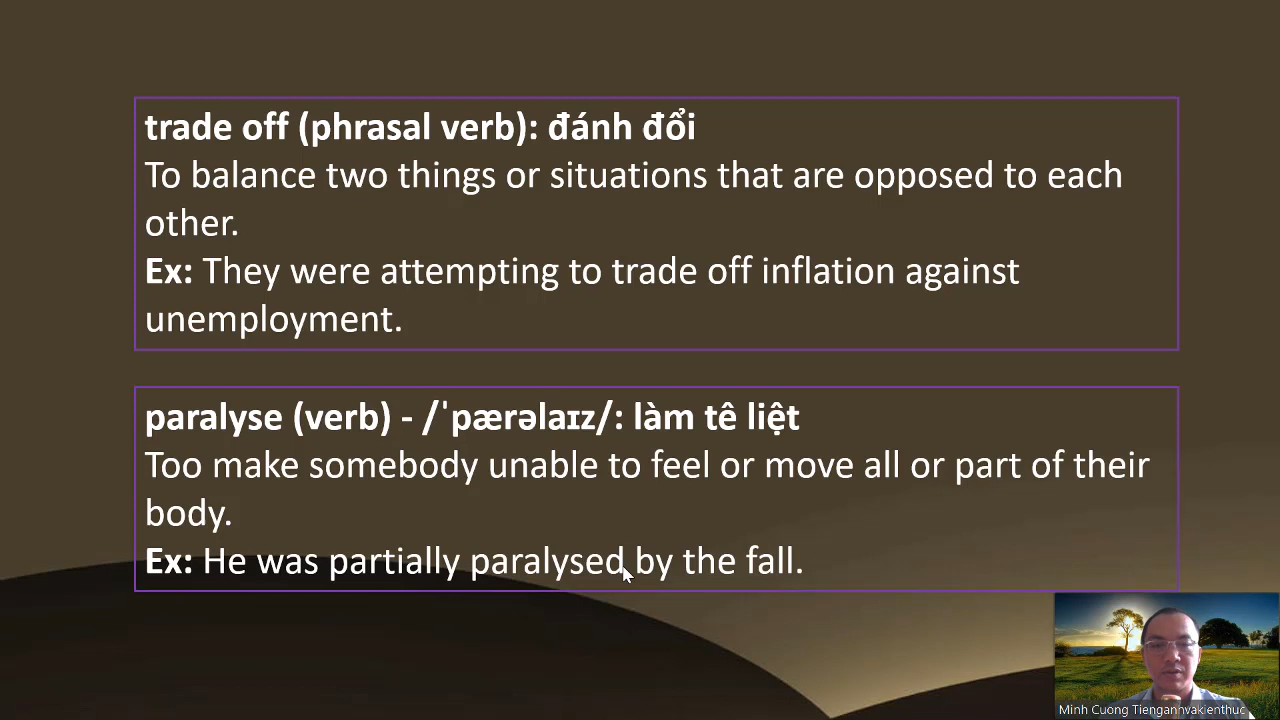 trade off (phrasal verb): đánh đổi
To balance two things or situations that are opposed to each
other.
Ex: They were attempting to trade off inflation against
unemployment.
paralyse (verb) - /ˈpærəlaɪz/: làm tê liệt
Too make somebody unable to feel or move all or part of their
body.
Ex: He was partially paralysed by the fall.
Minh Cuong Tiengannvakienthuc